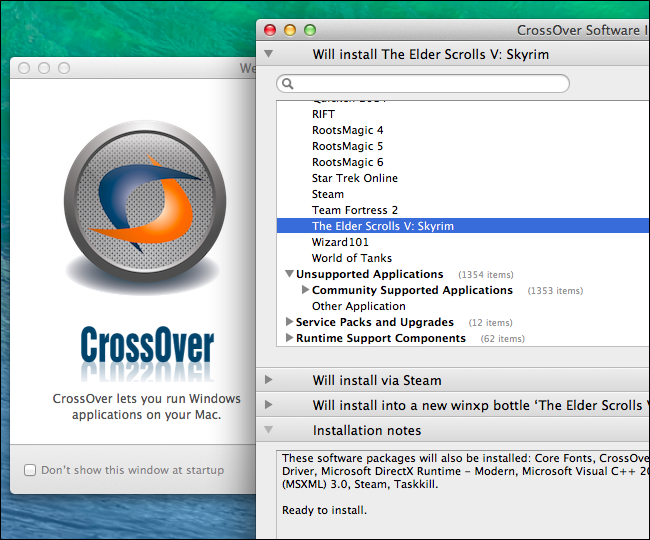 We
CrossOver
CrossOver lets you run Windows
applications on your Mac.
Don't show this window at startup
CrossOver Software I
Will install The Elder Scrolls V: Skyrim
RIFT
RootsMagic 4
RootsMagic 5
RootsMagic 6
Star Trek Online
Steam
Team Fortress 2
The Elder Scrolls V: Skyrim
Wizard101
World of Tanks
Unsupported Applications (1354 items)
Community Supported Applications (1353 items)
Other Application
Service Packs and Upgrades (12 items)
Runtime Support Components (62 items)
Will install via Steam
Will install into a new winxp bottle ‘The Elder Scrolls V
Installation notes
These software packages will also be installed: Core Fonts, CrossOve
Driver, Microsoft DirectX Runtime – Modern, Microsoft Visual C++ 20
(MSXML) 3.0, Steam, Taskkill.
Ready to install.